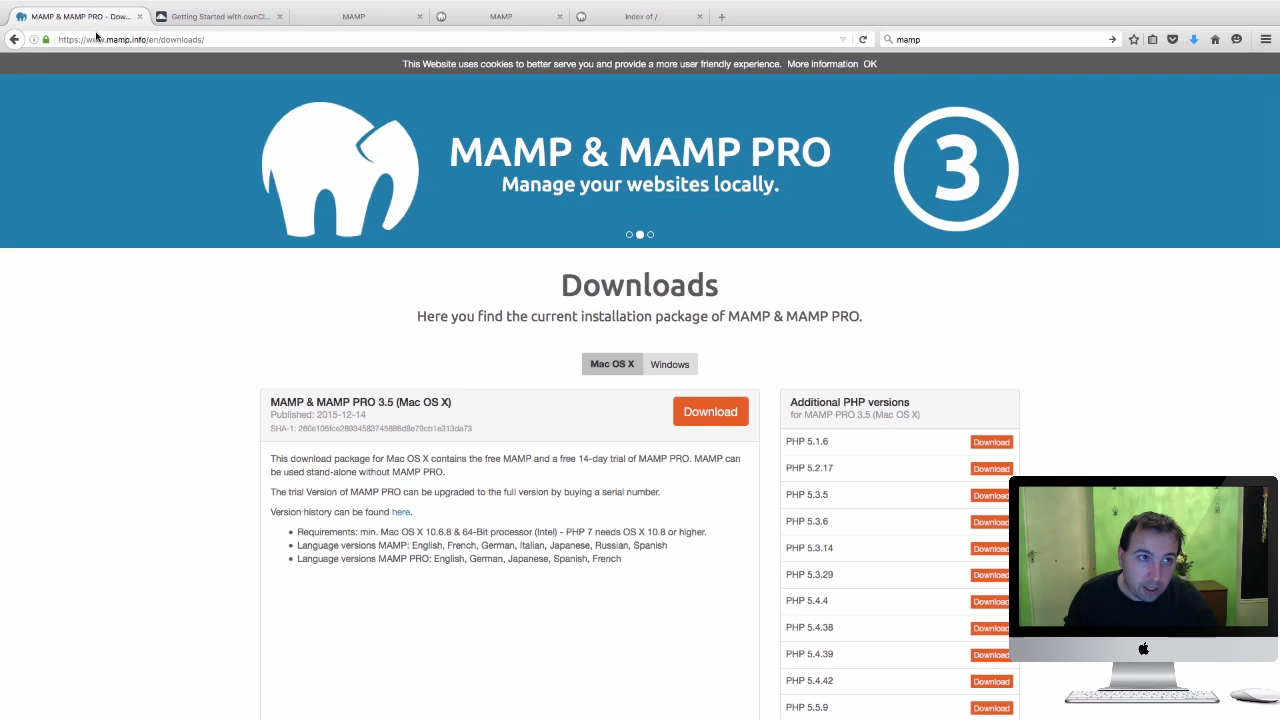 MAMP & MAMP PRO - Dow...
Getting Started with ownCl...
MAMP
MAMP
Index of /
https://www.mamp.info/en/downloads/
mamp
This Website uses cookies to better serve you and provide a more user friendly experience. More information OK
MAMP & MAMP PRO
Manage your websites locally.
3
Downloads
Here you find the current installation package of MAMP & MAMP PRO.
Mac OS X
Windows
MAMP & MAMP PRO 3.5 (Mac OS X)
Published: 2015-12-14
Download
This download package for Mac OS X contains the free MAMP and a free 14-day trial of MAMP PRO. MAMP can
be used stand-alone without MAMP PRO.
The trial Version of MAMP PRO can be upgraded to the full version by buying a serial number.
Version history can be found here.
Requirements: min. Mac OS X 10.6.8 & 64-Bit processor (Intel) - PHP 7 needs OS X 10.8 or higher.
Language versions MAMP: English, French, German, Italian, Japanese, Russian, Spanish
Language versions MAMP PRO: English, German, Japanese, Spanish, French
Additional PHP versions
for MAMP PRO 3.5 (Mac OS X)
PHP 5.1.6 Download
PHP 5.2.17 Download
PHP 5.3.5 Download
PHP 5.3.6 Download
PHP 5.3.14 Download
PHP 5.3.29 Download
PHP 5.4.4 Download
PHP 5.4.38 Download
PHP 5.4.39 Download
PHP 5.4.42 Download
PHP 5.5.9 Download